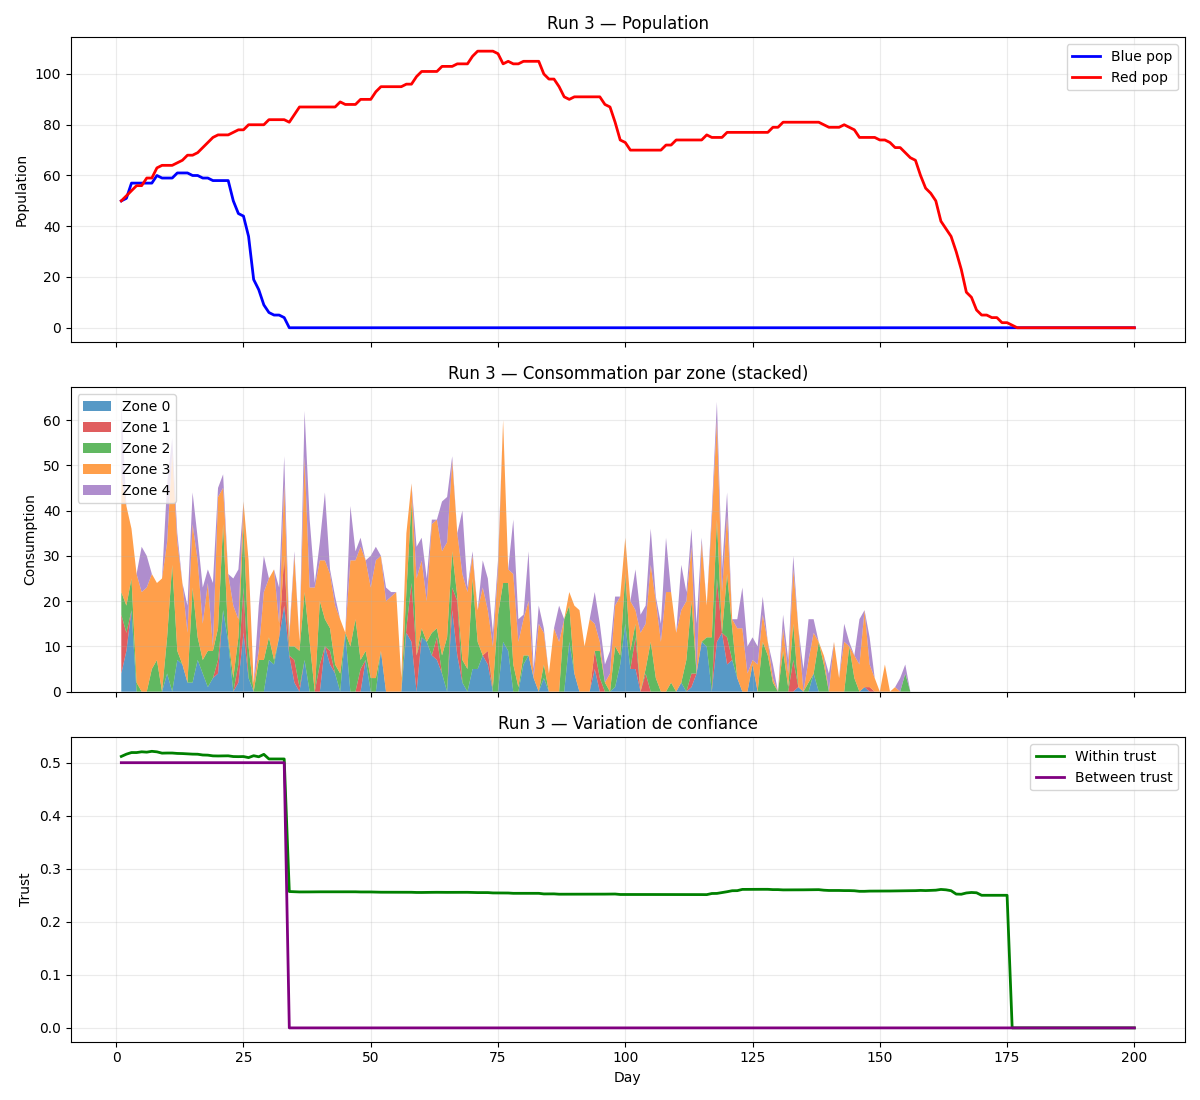 Run 3 — Population
Population
100
80
60
40
20
0
Blue pop
Red pop
Run 3 — Consommation par zone (stacked)
Consumption
60
50
40
30
20
10
0
Zone 0
Zone 1
Zone 2
Zone 3
Zone 4
Run 3 — Variation de confiance
Trust
0.5
0.4
0.3
0.2
0.1
0.0
Within trust
Between trust
0 25 50 75 100 125 150 175 200
Day